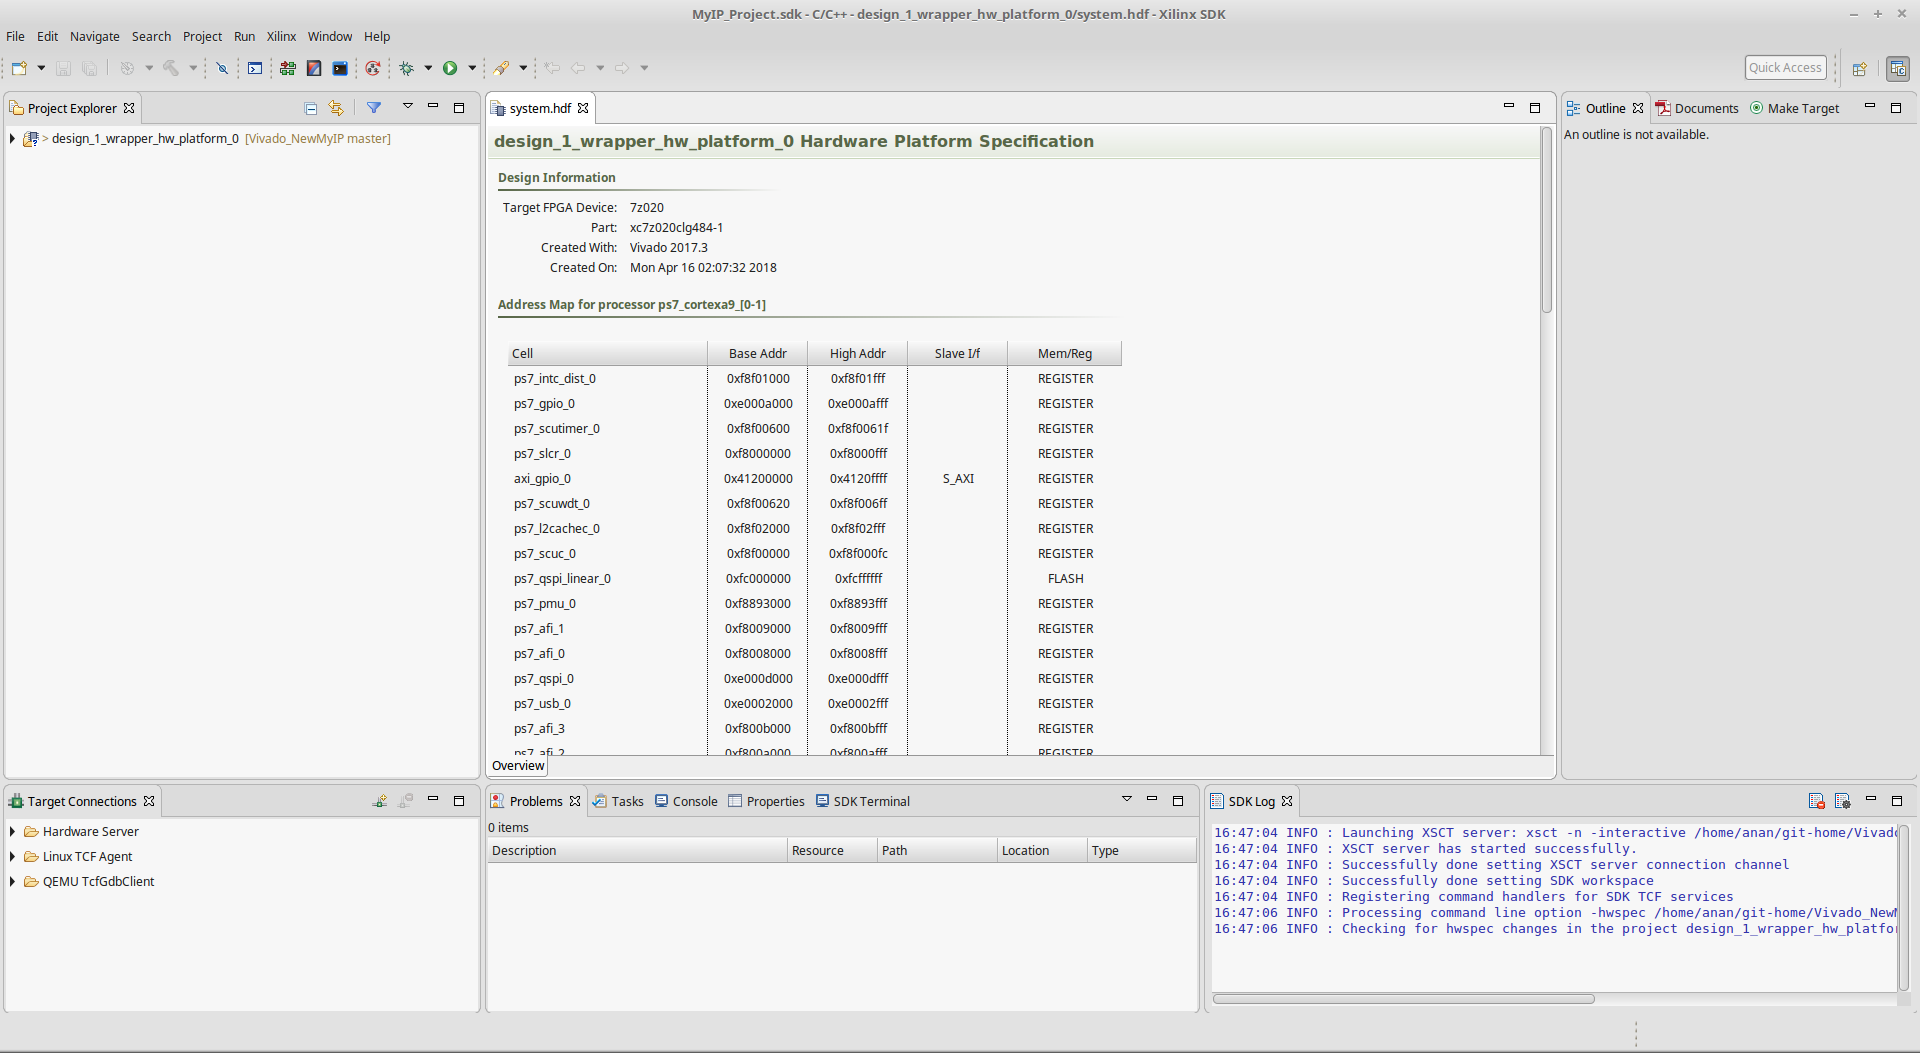 MyIP_Project.sdk - C/C++ - design_1_wrapper_hw_platform_0/system.hdf - Xilinx SDK
File Edit Navigate Search Project Run Xilinx Window Help
Quick Access
Project Explorer
> design_1_wrapper_hw_platform_0 [Vivado_NewMyIP master]
system.hdf
design_1_wrapper_hw_platform_0 Hardware Platform Specification
Design Information
Target FPGA Device: 7z020
Part: xc7z020clg484-1
Created With: Vivado 2017.3
Created On: Mon Apr 16 02:07:32 2018
Address Map for processor ps7_cortexa9_[0-1]
Cell Base Addr High Addr Slave I/f Mem/Reg
ps7_intc_dist_0 0xf8f01000 0xf8f01fff REGISTER
ps7_gpio_0 0xe000a000 0xe000afff REGISTER
ps7_scutimer_0 0xf8f00600 0xf8f0061f REGISTER
ps7_slcr_0 0xf8000000 0xf8000fff REGISTER
axi_gpio_0 0x41200000 0x4120ffff S_AXI REGISTER
ps7_scuwdt_0 0xf8f00620 0xf8f006ff REGISTER
ps7_l2cachec_0 0xf8f02000 0xf8f02fff REGISTER
ps7_scuc_0 0xf8f00000 0xf8f000fc REGISTER
ps7_qspi_linear_0 0xfc000000 0xfcffffff FLASH
ps7_pmu_0 0xf8893000 0xf8893fff REGISTER
ps7_afi_1 0xf8009000 0xf8009fff REGISTER
ps7_afi_0 0xf8008000 0xf8008fff REGISTER
ps7_qspi_0 0xe000d000 0xe000dfff REGISTER
ps7_usb_0 0xe0002000 0xe0002fff REGISTER
ps7_afi_3 0xf800b000 0xf800bfff REGISTER
ps7_afi_2 0xf800a000 0xf800afff REGISTER
Overview
Outline Documents Make Target
An outline is not available.
Target Connections
Hardware Server
Linux TCF Agent
QEMU TcfGdbClient
Problems Tasks Console Properties SDK Terminal
0 items
Description Resource Path Location Type
SDK Log
16:47:04 INFO : Launching XSCT server: xsct -n -interactive /home/anan/git-home/Vivado
16:47:04 INFO : XSCT server has started successfully.
16:47:04 INFO : Successfully done setting XSCT server connection channel
16:47:04 INFO : Successfully done setting SDK workspace
16:47:04 INFO : Registering command handlers for SDK TCF services
16:47:06 INFO : Processing command line option -hwspec /home/anan/git-home/Vivado_NewM
16:47:06 INFO : Checking for hwspec changes in the project design_1_wrapper_hw_platfor